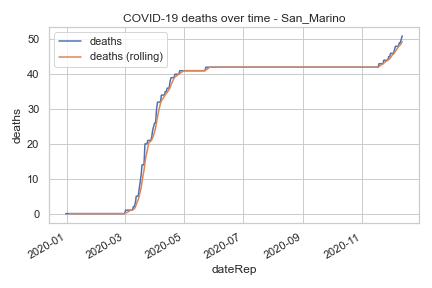 COVID-19 deaths over time - San_Marino
deaths
deaths (rolling)
deaths
50
40
30
20
10
0
2020-01
2020-03
2020-05
2020-07
2020-09
2020-11
dateRep